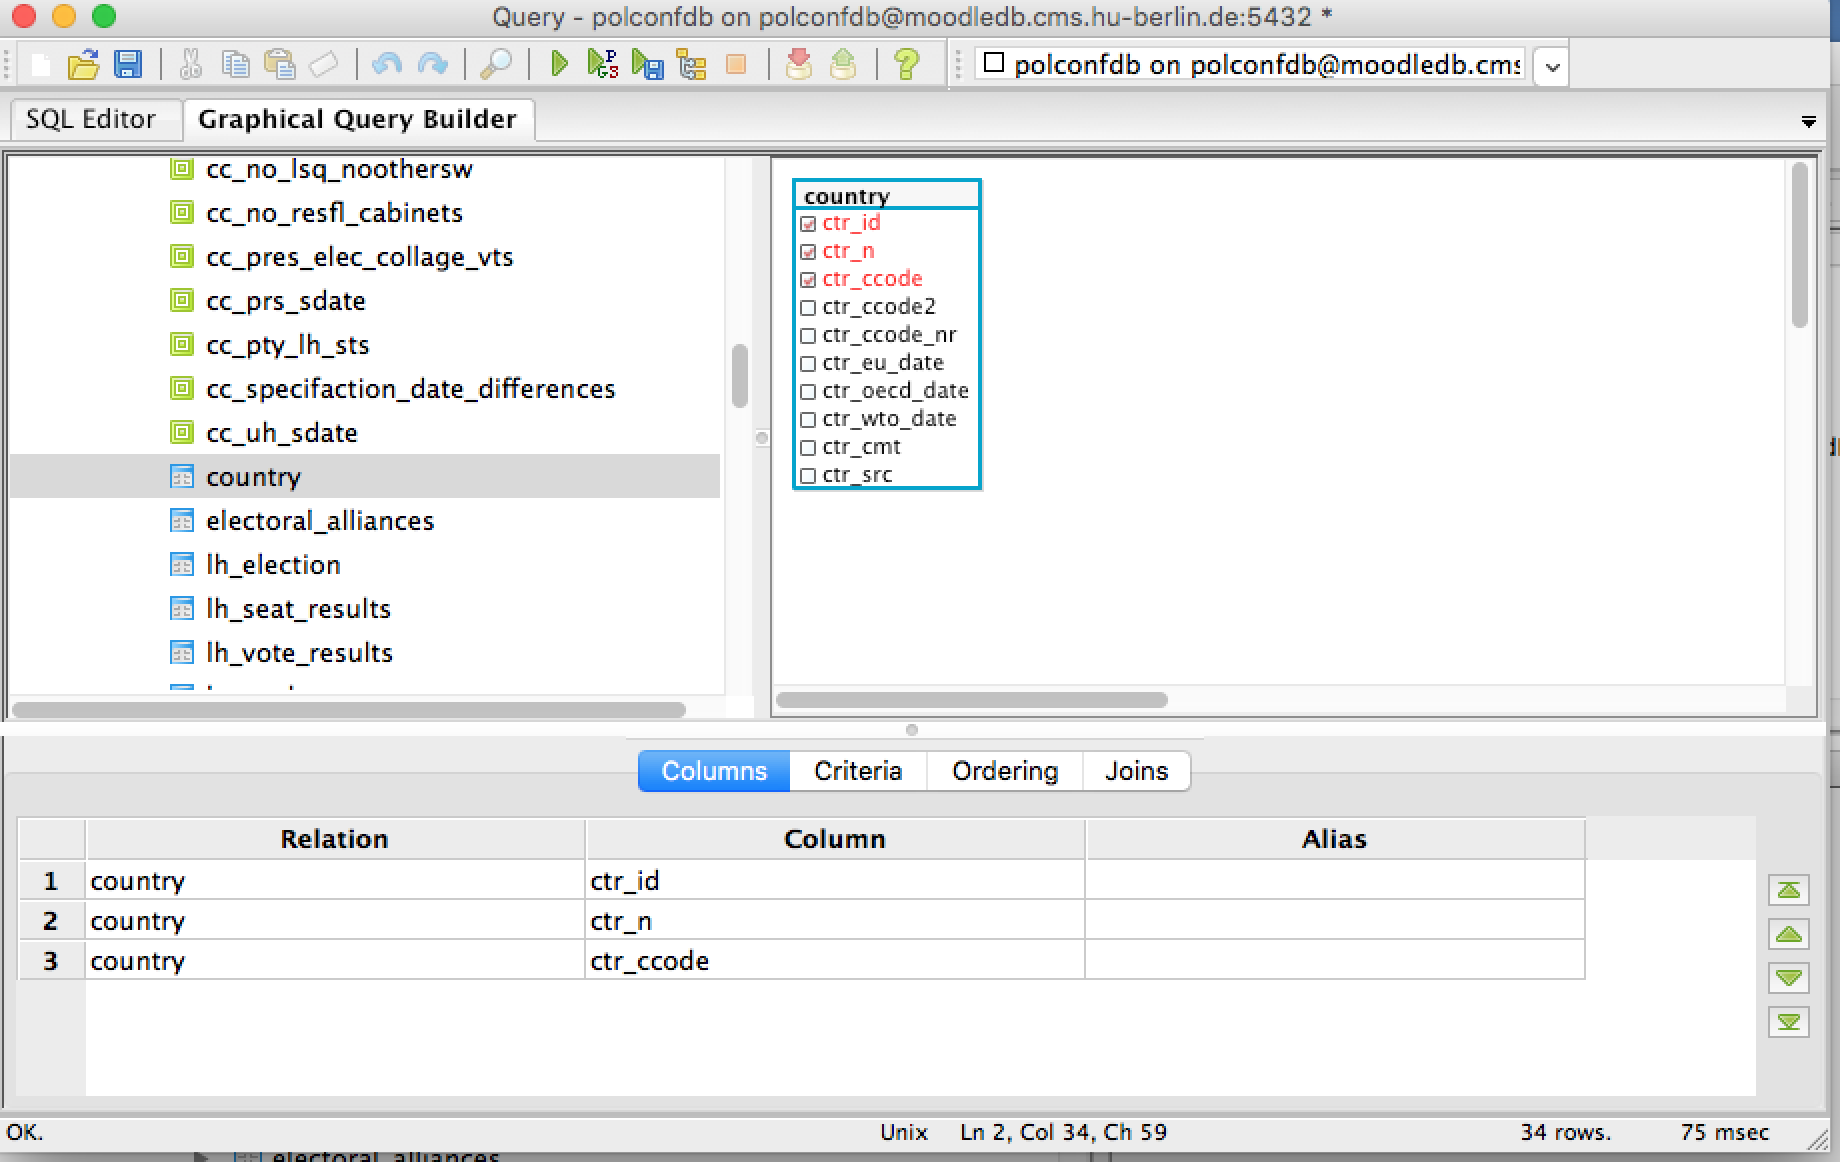 Query - polconfdb on polconfdb@moodledb.cms.hu-berlin.de:5432 *
polconfdb on polconfdb@moodledb.cms
SQL Editor
Graphical Query Builder
cc_no_lsq_noothersw
cc_no_resfl_cabinets
cc_pres_elec_collage_vts
cc_prs_sdate
cc_pty_lh_sts
cc_specifaction_date_differences
cc_uh_sdate
country
electoral_alliances
lh_election
lh_seat_results
lh_vote_results
country
ctr_id
ctr_n
ctr_ccode
ctr_ccode2
ctr_ccode_nr
ctr_eu_date
ctr_oecd_date
ctr_wto_date
ctr_cmt
ctr_src
Columns Criteria Ordering Joins
Relation Column Alias
1 country ctr_id
2 country ctr_n
3 country ctr_ccode
OK. Unix Ln 2, Col 34, Ch 59 34 rows. 75 msec
electoral_alliances